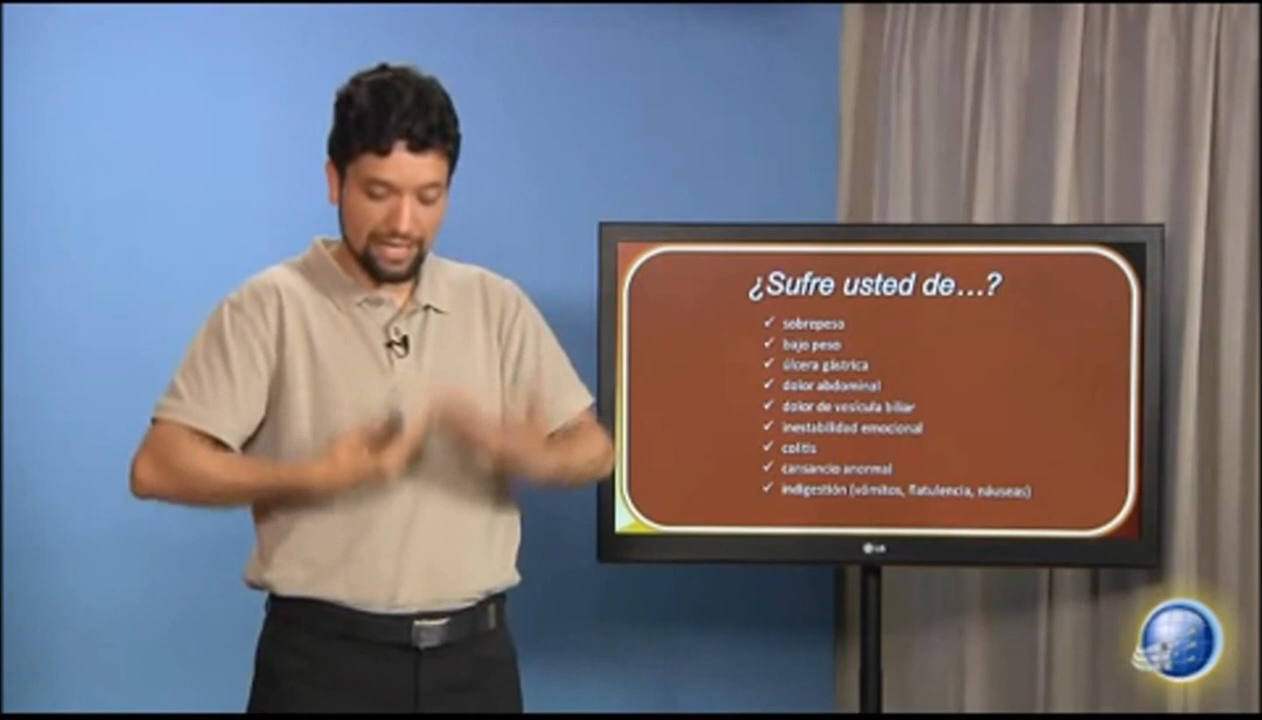 ¿Sufre usted de...?
✓ sobrepeso
✓ bajo peso
✓ úlcera gástrica
✓ dolor abdominal
✓ dolor de vesícula biliar
✓ inestabilidad emocional
✓ colitis
✓ cansancio anormal
✓ indigestión (vómitos, flatulencia, náuseas)
LG